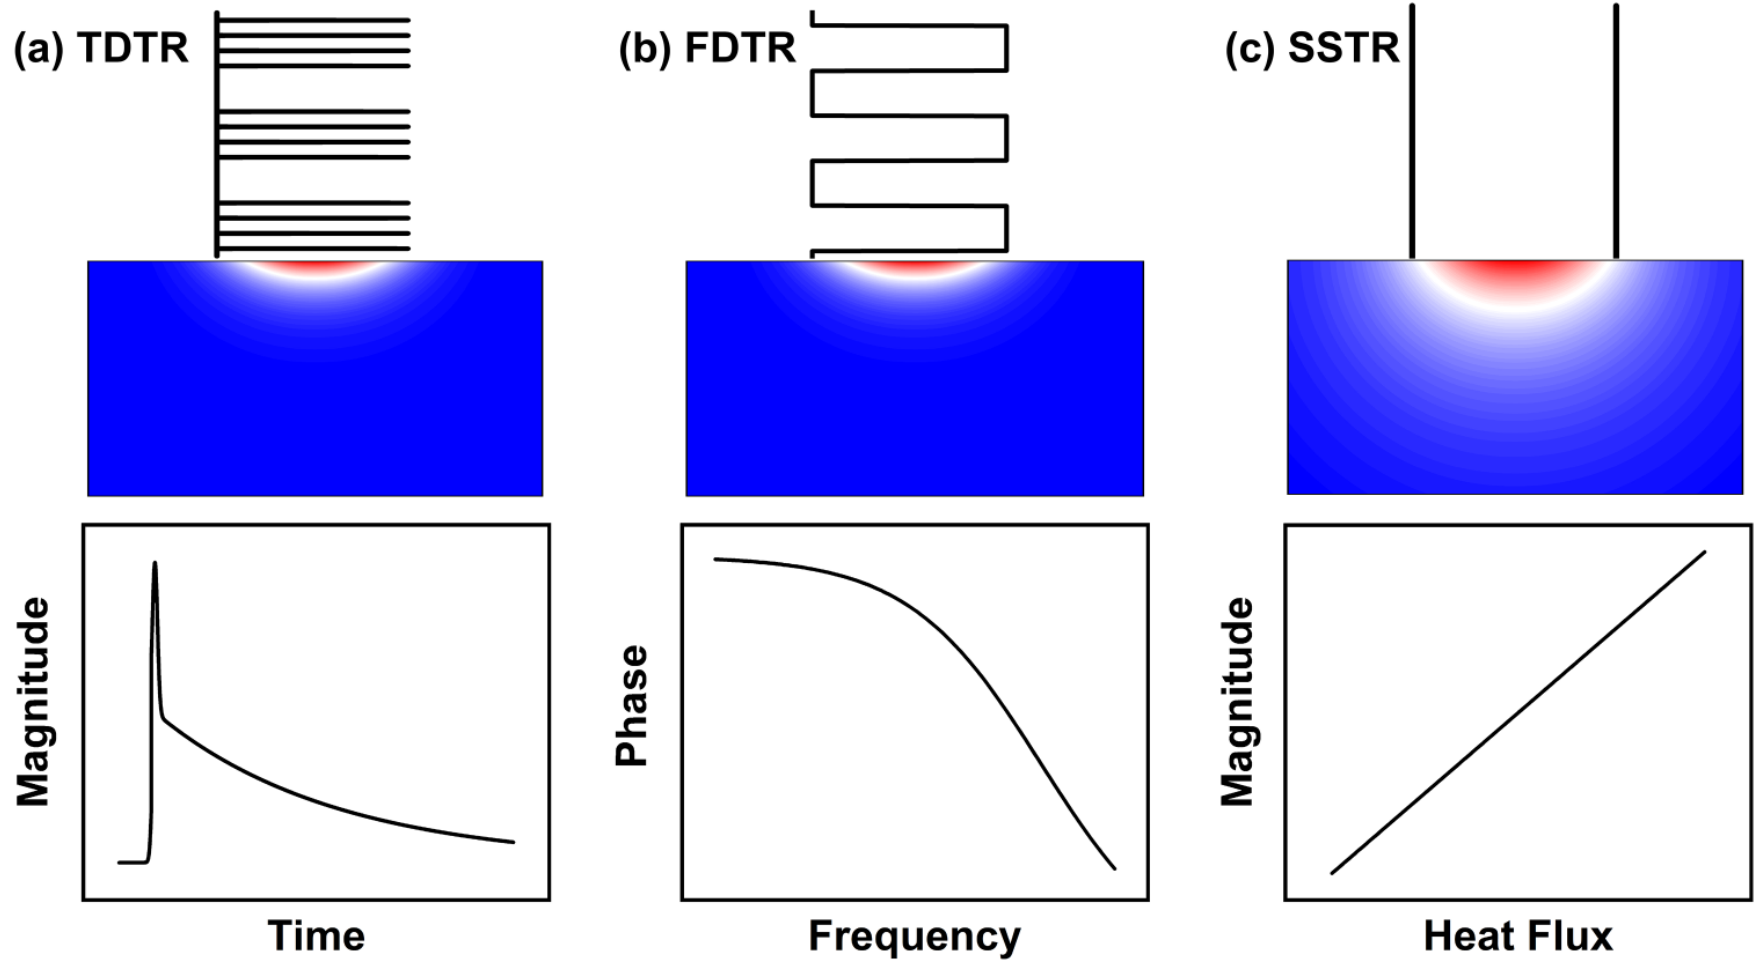 (a) TDTR
(b) FDTR
(c) SSTR
Magnitude
Time
Phase
Frequency
Magnitude
Heat Flux